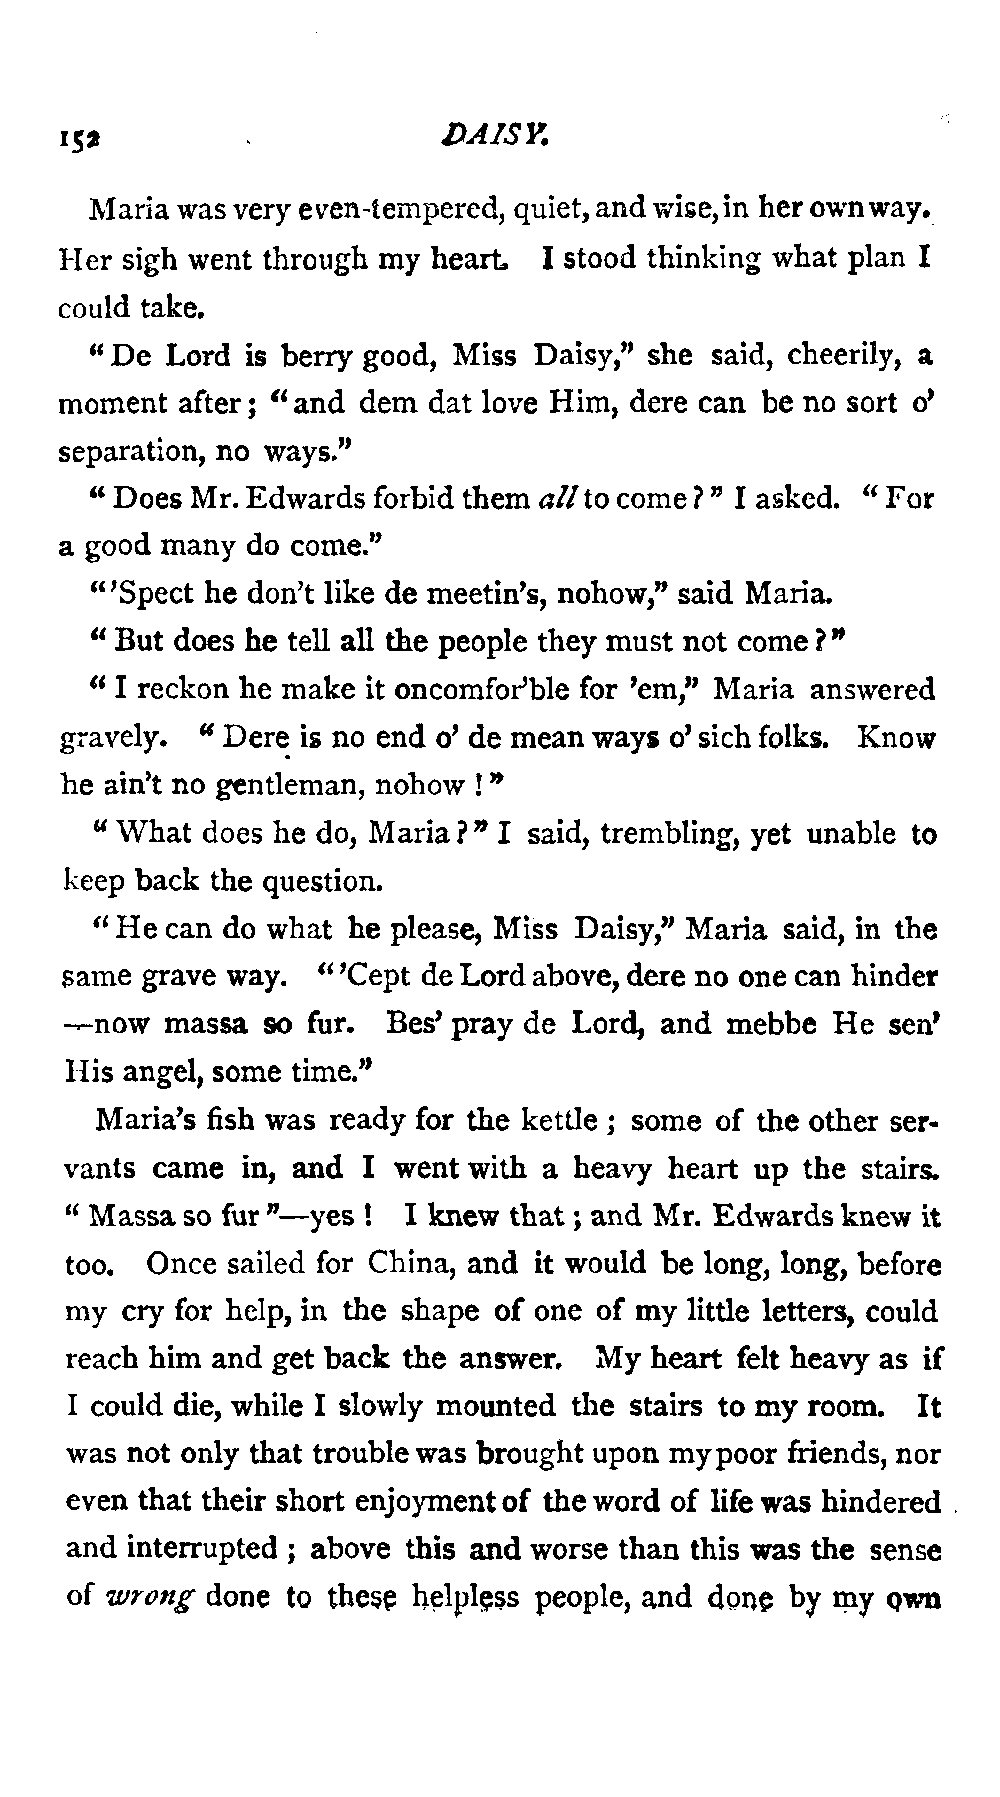 152 DAISY.
Maria was very even-tempered, quiet, and wise, in her own way.
Her sigh went through my heart. I stood thinking what plan I
could take.
“De Lord is berry good, Miss Daisy,” she said, cheerily, a
moment after; “and dem dat love Him, dere can be no sort o’
separation, no ways.”
“Does Mr. Edwards forbid them all to come?” I asked. “For
a good many do come.”
“’Spect he don’t like de meetin’s, nohow,” said Maria.
“But does he tell all the people they must not come?”
“I reckon he make it oncomfor’ble for ’em,” Maria answered
gravely. “Dere is no end o’ de mean ways o’ sich folks. Know
he ain’t no gentleman, nohow!”
“What does he do, Maria?” I said, trembling, yet unable to
keep back the question.
“He can do what he please, Miss Daisy,” Maria said, in the
same grave way. “’Cept de Lord above, dere no one can hinder
—now massa so fur. Bes’ pray de Lord, and mebbe He sen’
His angel, some time.”
Maria’s fish was ready for the kettle; some of the other ser-
vants came in, and I went with a heavy heart up the stairs.
“Massa so fur”—yes! I knew that; and Mr. Edwards knew it
too. Once sailed for China, and it would be long, long, before
my cry for help, in the shape of one of my little letters, could
reach him and get back the answer. My heart felt heavy as if
I could die, while I slowly mounted the stairs to my room. It
was not only that trouble was brought upon my poor friends, nor
even that their short enjoyment of the word of life was hindered
and interrupted; above this and worse than this was the sense
of wrong done to these helpless people, and done by my own